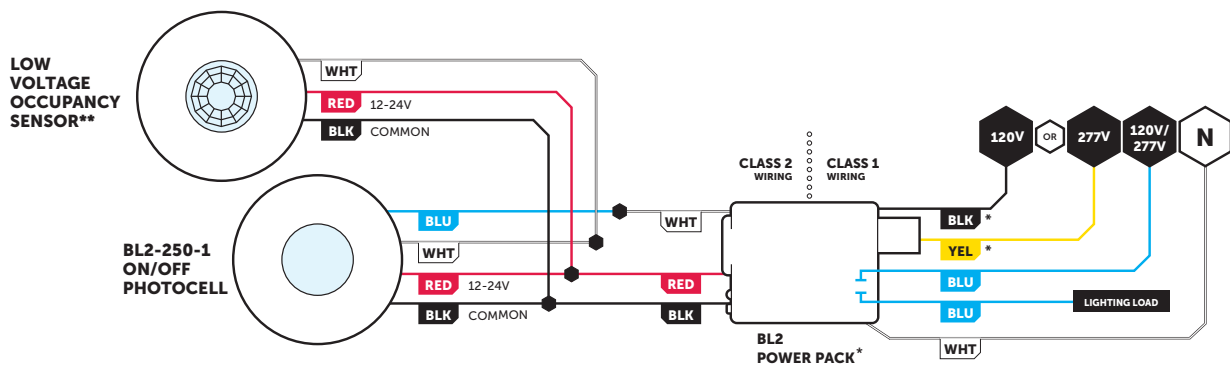 LOW
VOLTAGE
OCCUPANCY
SENSOR**
WHT
RED 12-24V
BLK COMMON
BL2-250-1
ON/OFF
PHOTOCELL
BLU
WHT
RED 12-24V
BLK COMMON
WHT
RED
BLK
CLASS 2
WIRING
CLASS 1
WIRING
BL2
POWER PACK*
120V OR 277V 120V/
277V
N
BLK *
YEL *
BLU
BLU
LIGHTING LOAD
WHT